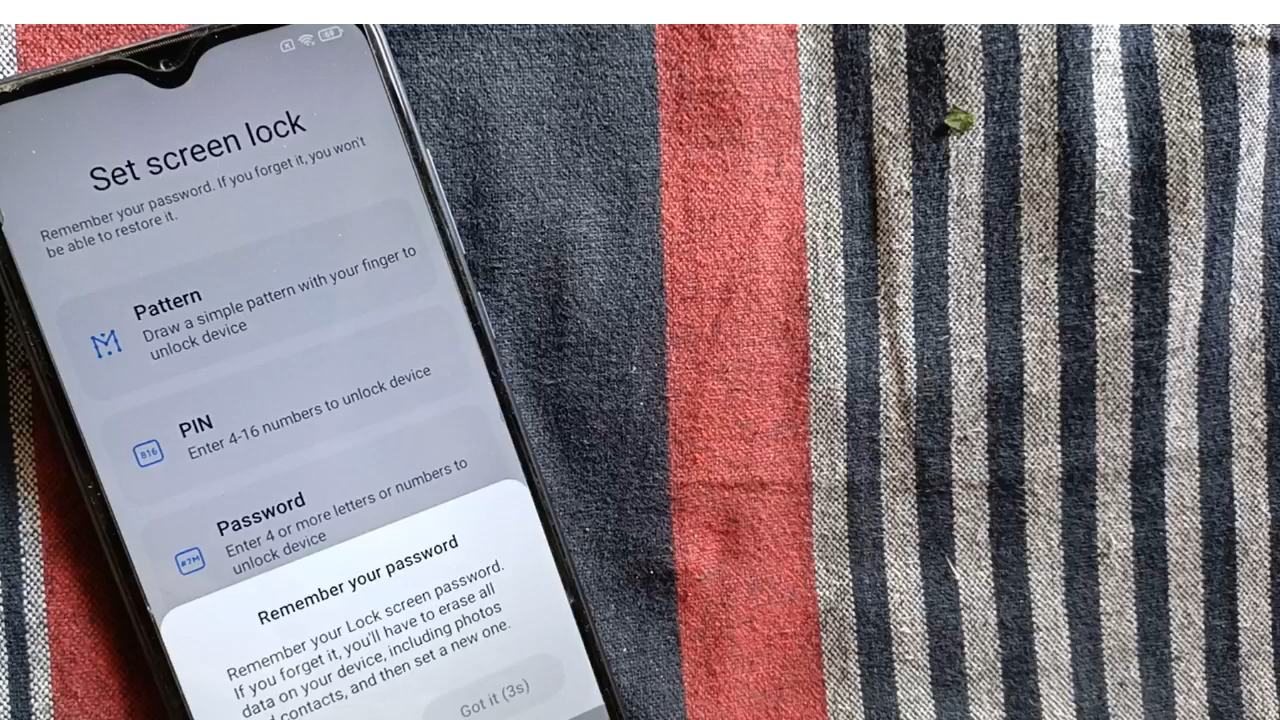 Set screen lock
Remember your password. If you forget it, you won't
be able to restore it.
Pattern
Draw a simple pattern with your finger to
unlock device
PIN
Enter 4-16 numbers to unlock device
Password
Enter 4 or more letters or numbers to
unlock device
Remember your password
Remember your Lock screen password.
If you forget it, you'll have to erase all
data on your device, including photos
contacts, and then set a new one.
Got it (3s)